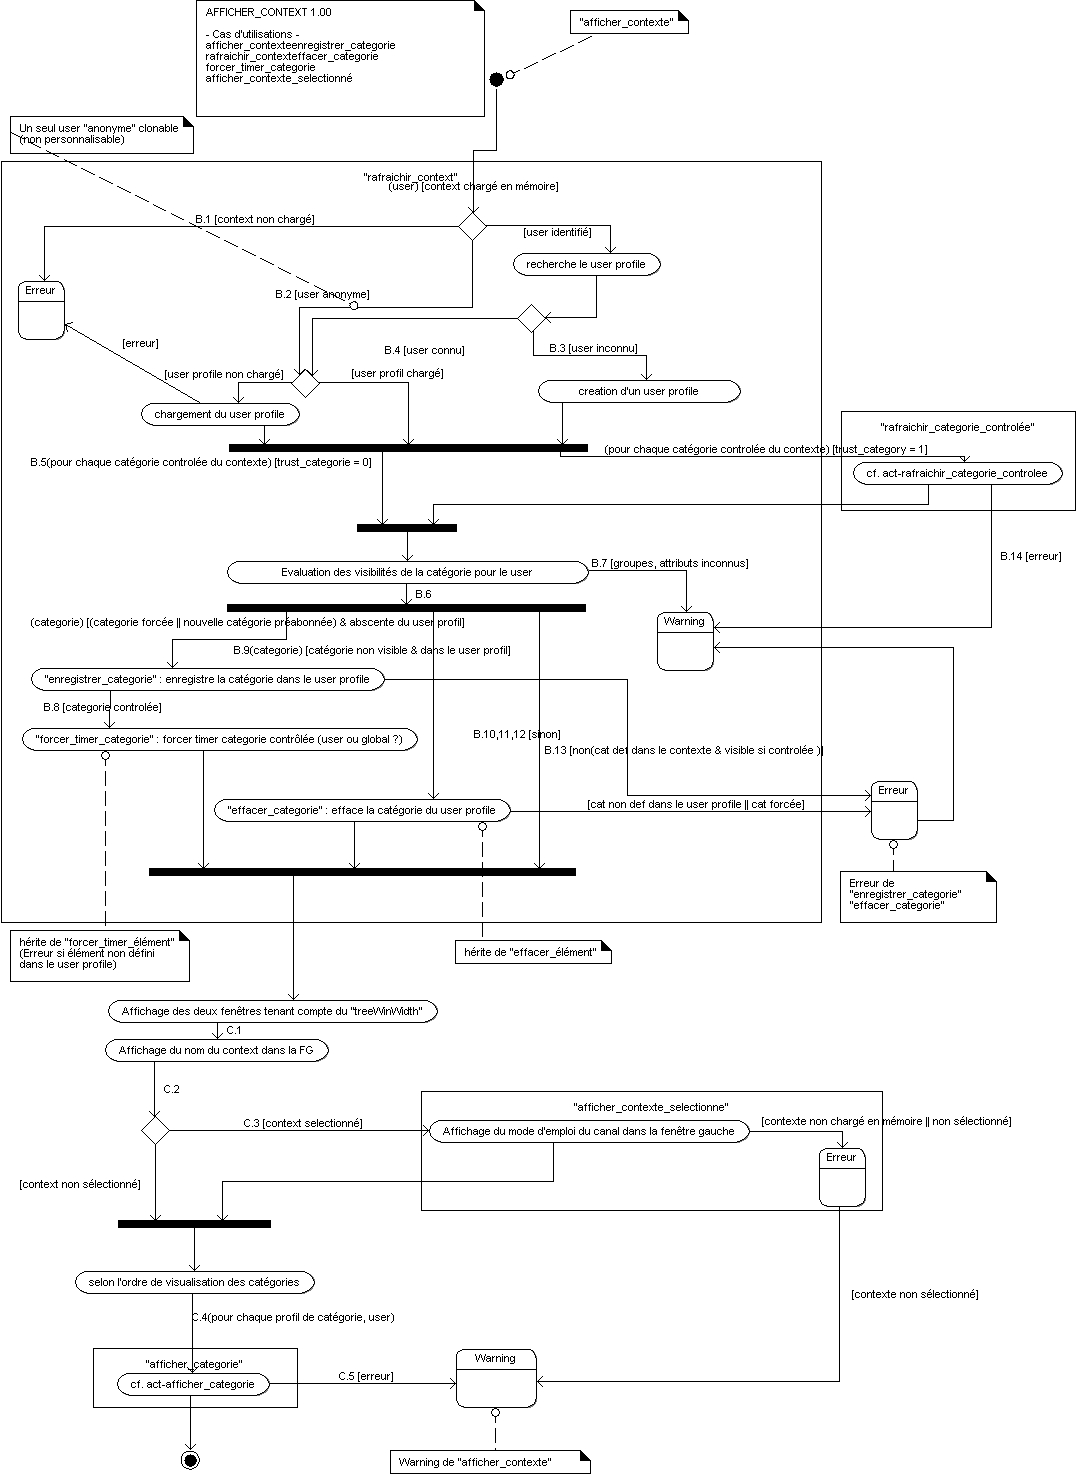 AFFICHER_CONTEXT 1.00
- Cas d'utilisations -
afficher_contexteenregistrer_categorie
rafraichir_contexteffacer_categorie
forcer_timer_categorie
afficher_contexte_selectionné
"afficher_contexte"
Un seul user "anonyme" clonable
(non personnalisable)
"rafraichir_context"
(user) [context chargé en mémoire]
B.1 [context non chargé]
[user identifié]
recherche le user profile
Erreur
B.2 [user anonyme]
[erreur]
B.4 [user connu]
B.3 [user inconnu]
[user profile non chargé]
[user profil chargé]
creation d'un user profile
chargement du user profile
"rafraichir_categorie_controlée"
B.5(pour chaque catégorie controlée du contexte) [trust_categorie = 0]
(pour chaque catégorie controlée du contexte) [trust_category = 1]
cf. act-rafraichir_categorie_controlee
B.14 [erreur]
Evaluation des visibilités de la catégorie pour le user
B.7 [groupes, attributs inconnus]
B.6
Warning
(categorie) [(categorie forcée || nouvelle catégorie préabonnée) & absente du user profil]
B.9(categorie) [catégorie non visible & dans le user profil]
"enregistrer_categorie" : enregistre la catégorie dans le user profile
B.8 [categorie controlée]
"forcer_timer_categorie" : forcer timer categorie contrôlée (user ou global ?)
B.10,11,12 [sinon]
B.13 [non(cat def dans le contexte & visible si controlée )]
"effacer_categorie" : efface la catégorie du user profile
[cat non def dans le user profile || cat forcée]
Erreur
Erreur de
"enregistrer_categorie"
"effacer_categorie"
hérite de "forcer_timer_élément"
(Erreur si élément non défini
dans le user profile)
hérite de "effacer_élément"
Affichage des deux fenêtres tenant compte du "treeWinWidth"
C.1
Affichage du nom du context dans la FG
C.2
"afficher_contexte_selectionne"
C.3 [context selectionné]
Affichage du mode d'emploi du canal dans la fenêtre gauche
[contexte non chargé en mémoire || non sélectionné]
Erreur
[context non sélectionné]
selon l'ordre de visualisation des catégories
[contexte non sélectionné]
C.4(pour chaque profil de catégorie, user)
"afficher_categorie"
cf. act-afficher_categorie
C.5 [erreur]
Warning
Warning de "afficher_contexte"